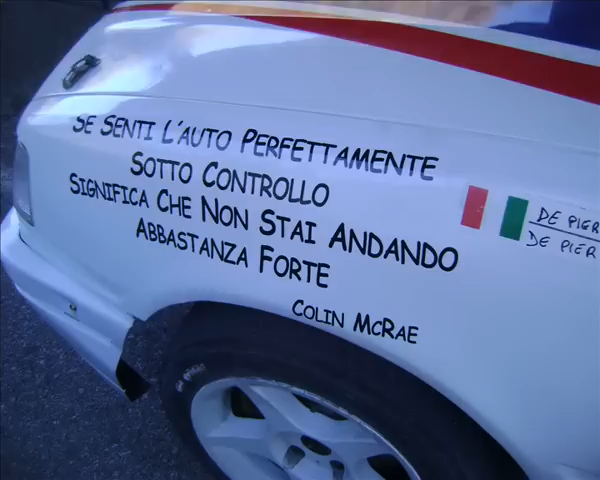 SE SENTI L'AUTO PERFETTAMENTE
SOTTO CONTROLLO
SIGNIFICA CHE NON STAI ANDANDO
ABBASTANZA FORTE
COLIN MCRAE
DE PIER
DE PIER